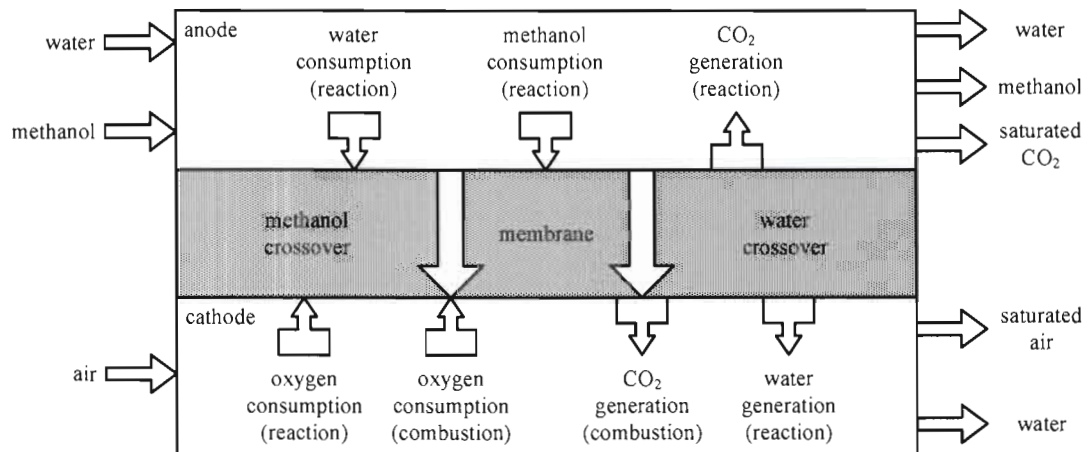 water
methanol
anode
water
consumption
(reaction)
methanol
consumption
(reaction)
CO₂
generation
(reaction)
water
methanol
saturated
CO₂
methanol
crossover
membrane
water
crossover
cathode
air
oxygen
consumption
(reaction)
oxygen
consumption
(combustion)
CO₂
generation
(combustion)
water
generation
(reaction)
saturated
air
water